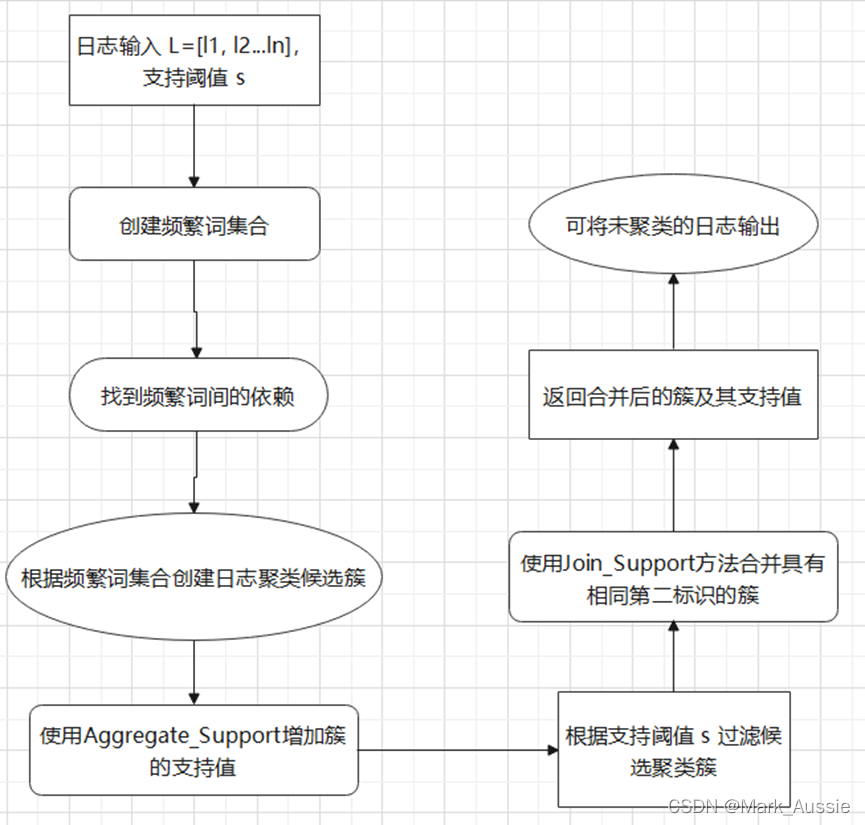 日志输入 L=[l1, l2...ln],
支持阈值 s
创建频繁词集合
找到频繁词间的依赖
根据频繁词集合创建日志聚类候选簇
使用Aggregate_Support增加簇
的支持值
根据支持阈值 s 过滤候
选聚类簇
使用Join_Support方法合并具有
相同第二标识的簇
返回合并后的簇及其支持值
可将未聚类的日志输出
CSDN @Mark_Aussie